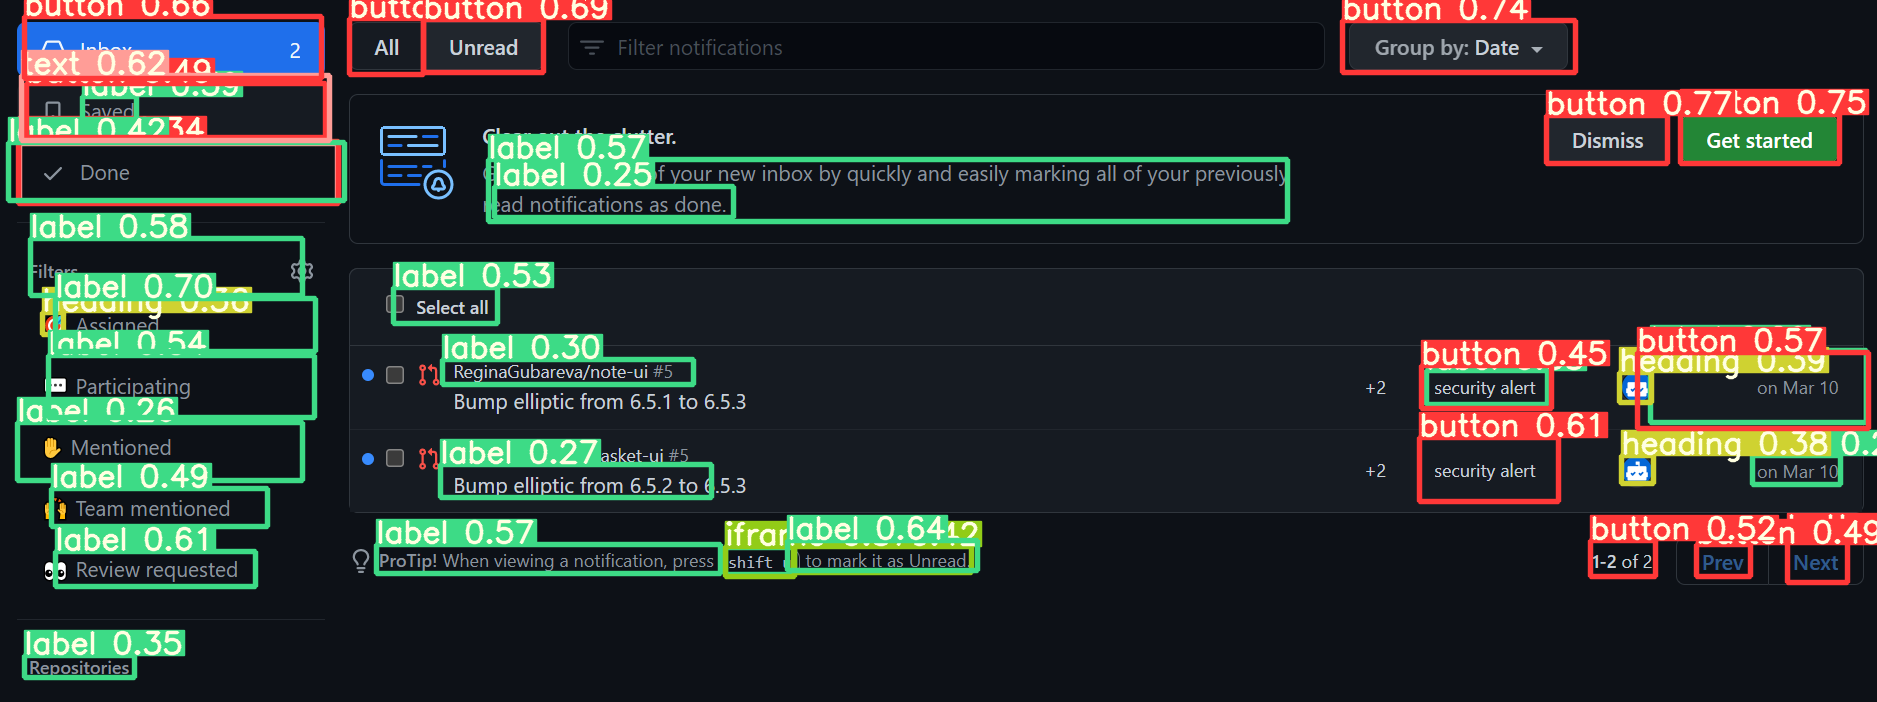 button 0.66
Inbox
2
text 0.62
label 0.59
Saved
label 0.42
Done
label 0.58
Filters
label 0.70
Assigned
label 0.54
Participating
label 0.26
Mentioned
label 0.49
Team mentioned
label 0.61
Review requested
label 0.35
Repositories
button 0.69
All
Unread
Filter notifications
button 0.74
Group by: Date
Clear out the clutter.
label 0.57
label 0.25
of your new inbox by quickly and easily marking all of your previously
read notifications as done.
button 0.77
0.75
Dismiss
Get started
label 0.53
Select all
label 0.30
ReginaGubareva/note-ui #5
Bump elliptic from 6.5.1 to 6.5.3
+2
button 0.45
security alert
button 0.57
heading 0.39
on Mar 10
label 0.27
asket-ui #5
Bump elliptic from 6.5.2 to 6.5.3
+2
button 0.61
security alert
heading 0.38
on Mar 10
label 0.57
label 0.64
ProTip! When viewing a notification, press shift to mark it as Unread.
button 0.52
0.49
1-2 of 2
Prev
Next